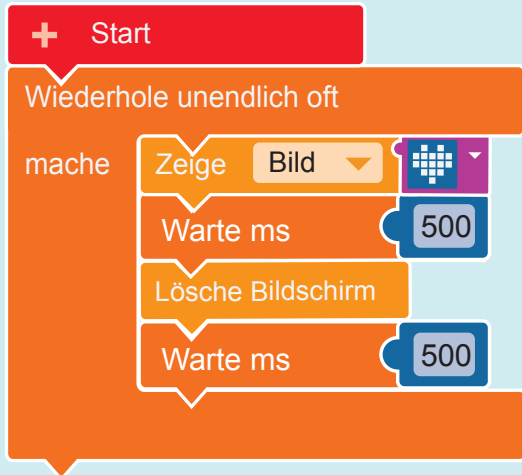 Start
Wiederhole unendlich oft
mache Zeige Bild
Warte ms 500
Lösche Bildschirm
Warte ms 500